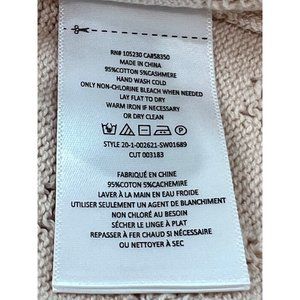 RN# 105230 CA#58350
MADE IN CHINA
95%COTTON 5%CASHMERE
HAND WASH COLD
ONLY NON-CHLORINE BLEACH WHEN NEEDED
LAY FLAT TO DRY
WARM IRON IF NECESSARY
OR DRY CLEAN
STYLE 20-1-002621-SW01689
CUT 003183
FABRIQUÉ EN CHINE
95%COTON 5%CACHEMIRE
LAVER À LA MAIN EN EAU FROIDE
UTILISER SEULEMENT UN AGENT DE BLANCHIMENT
NON CHLORÉ AU BESOIN
SÉCHER LE LINGE À PLAT
REPASSER À FER CHAUD SI NÉCESSAIRE
OU NETTOYER À SEC